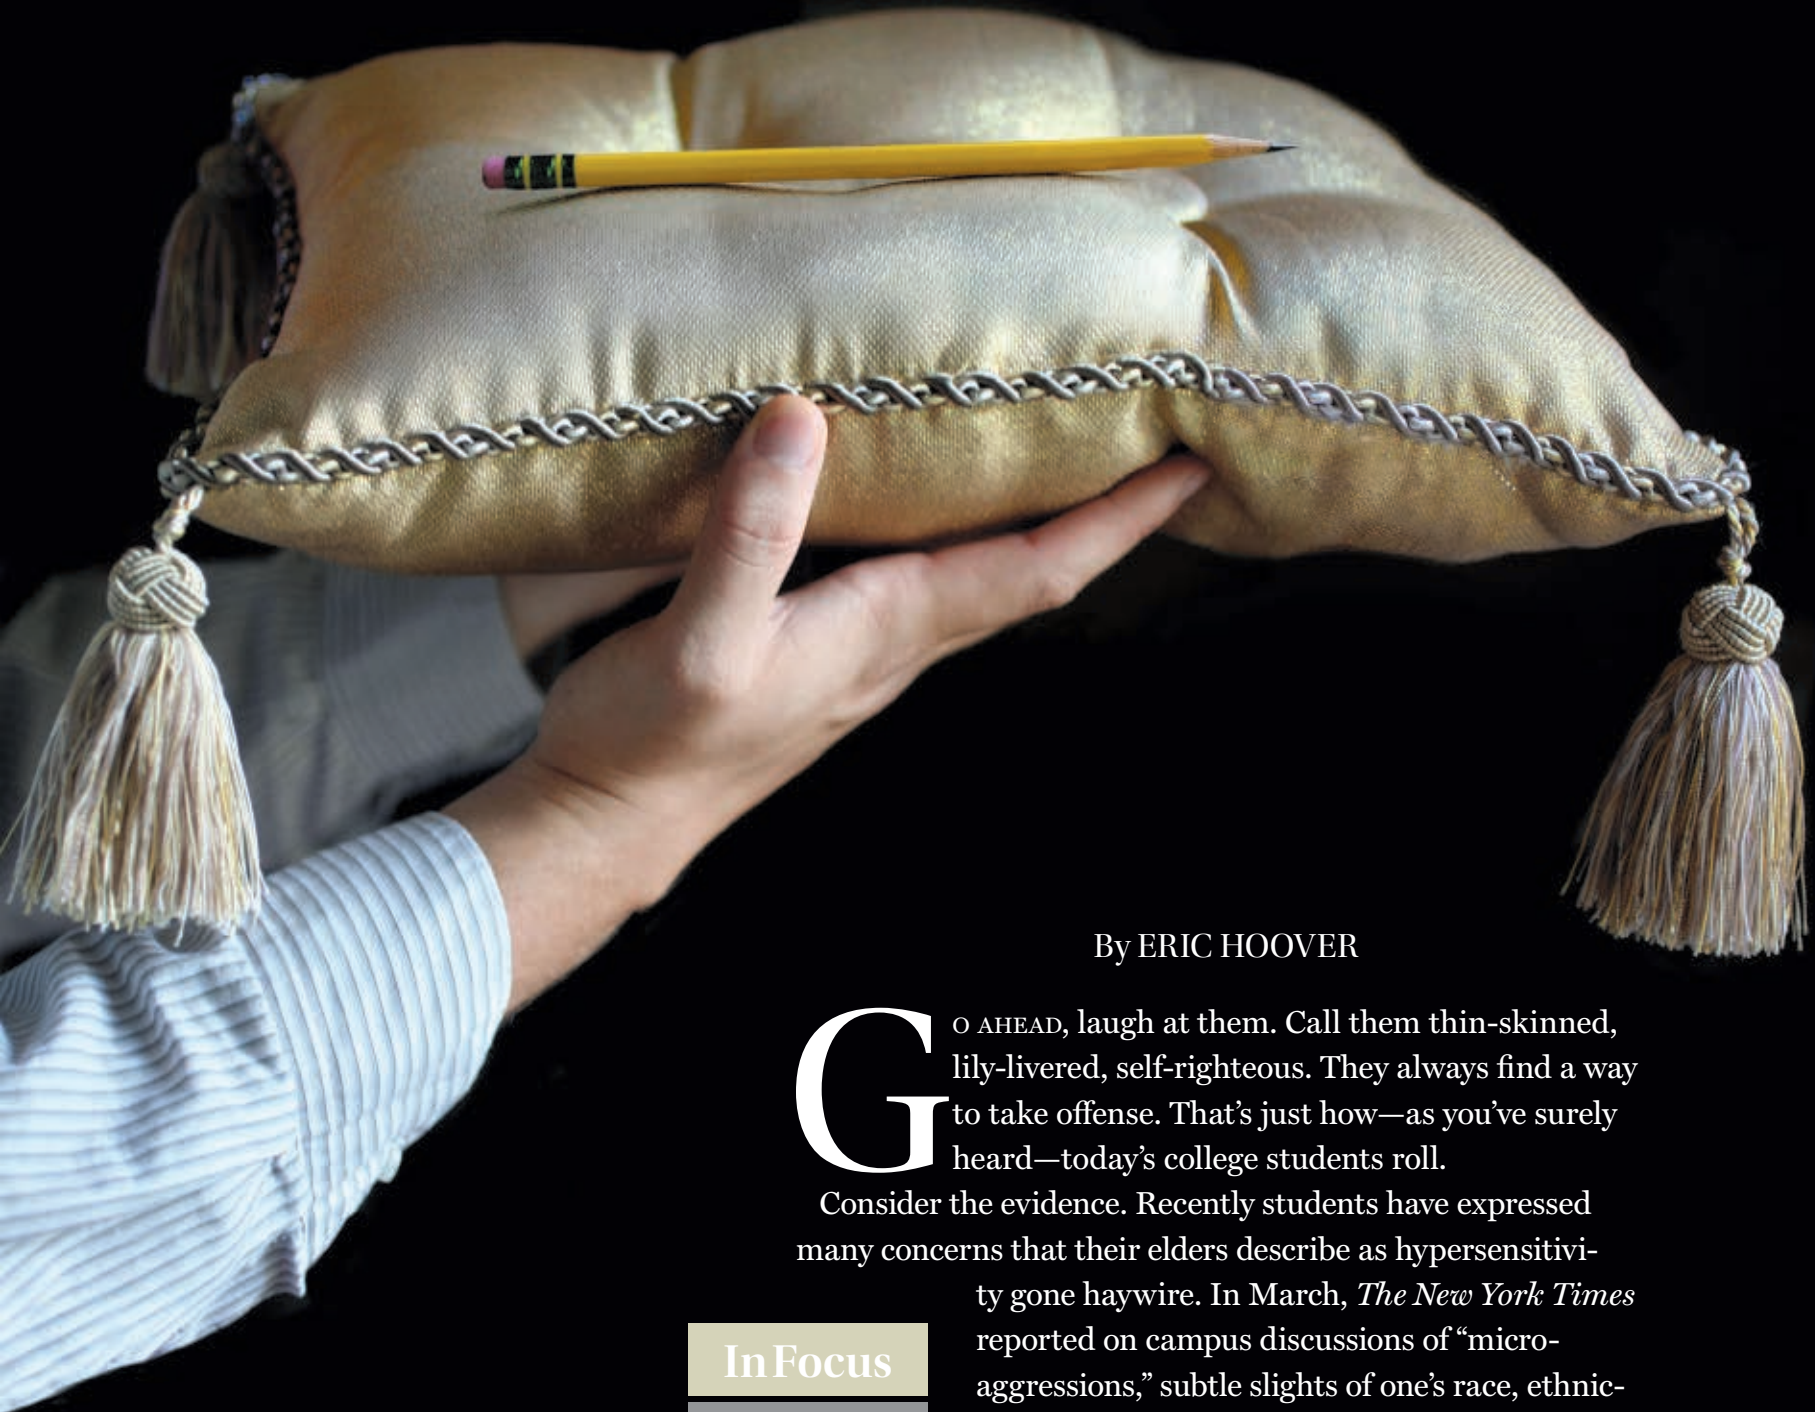 By ERIC HOOVER
GO AHEAD, laugh at them. Call them thin-skinned,
lily-livered, self-righteous. They always find a way
to take offense. That’s just how—as you’ve surely
heard—today’s college students roll.
Consider the evidence. Recently students have expressed
many concerns that their elders describe as hypersensitivi-
ty gone haywire. In March, The New York Times
reported on campus discussions of “micro-
aggressions,” subtle slights of one’s race, ethnic-
In Focus